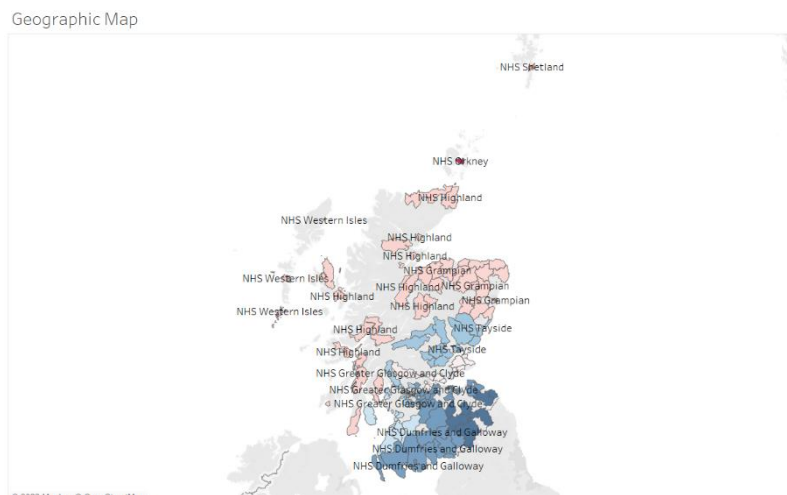 Geographic Map
NHS Shetland
NHS Orkney
NHS Highland
NHS Western Isles
NHS Highland
NHS Highland
NHS Grampian
NHS Western Isles
NHS Highland
NHS Grampian
NHS Highland
NHS Grampian
NHS Highland
NHS Western Isles
NHS Highland
NHS Tayside
NHS Highland
NHS Tayside
NHS Greater Glasgow and Clyde
NHS Greater Glasgow and Clyde
NHS Greater Glasgow and Clyde
NHS Dumfries and Galloway
NHS Dumfries and Galloway
NHS Dumfries and Galloway